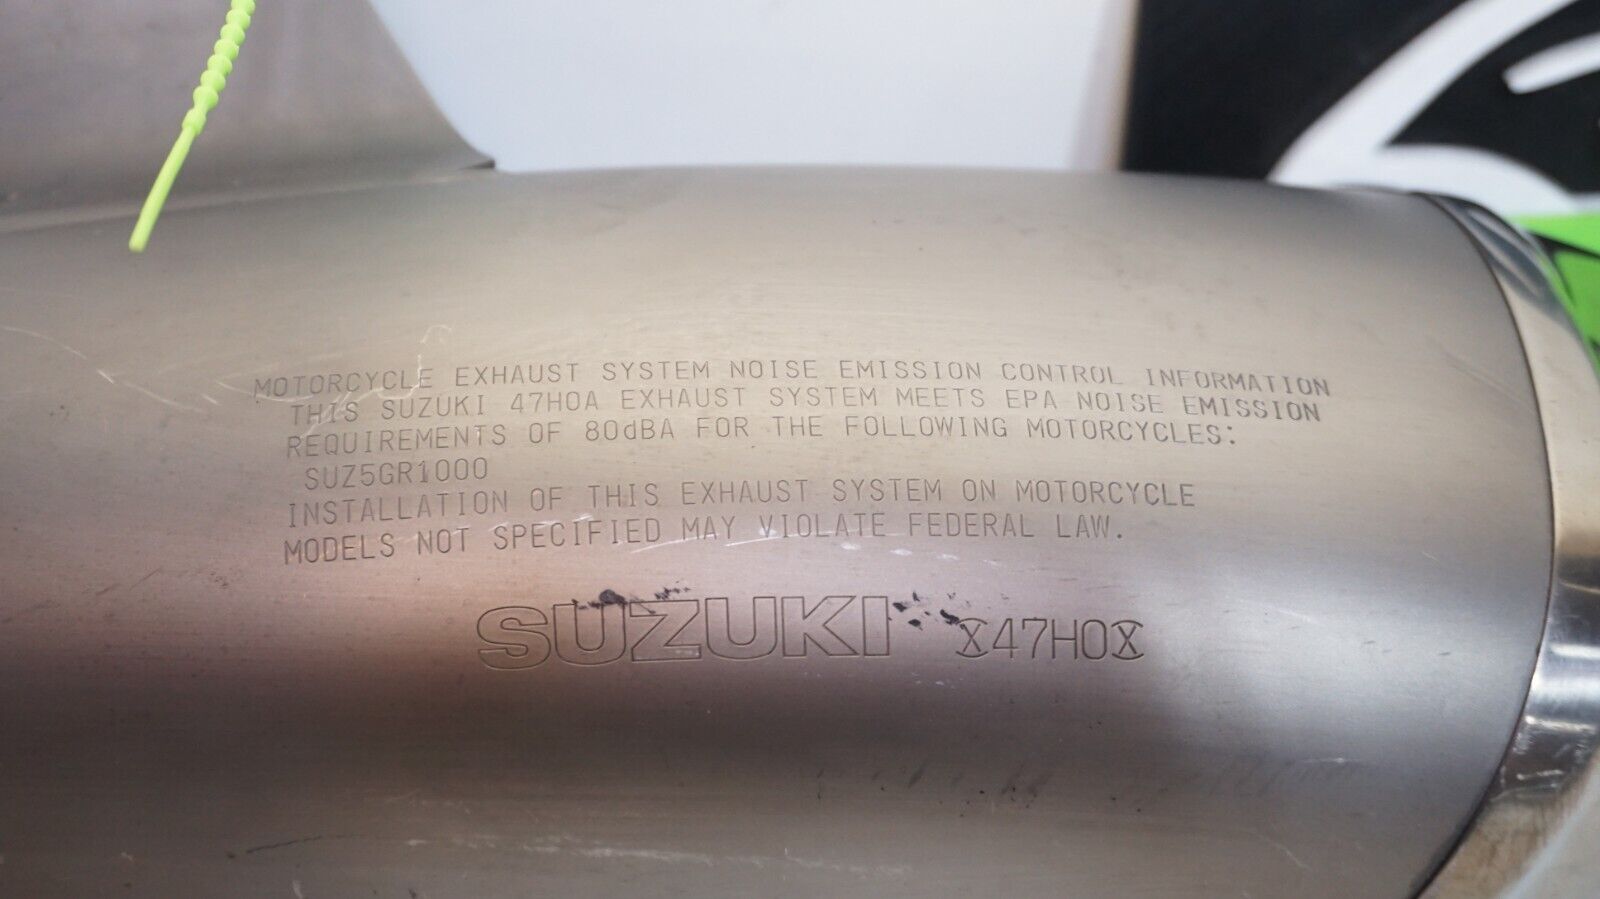 MOTORCYCLE EXHAUST SYSTEM NOISE EMISSION CONTROL INFORMATION
THIS SUZUKI 47H0A EXHAUST SYSTEM MEETS EPA NOISE EMISSION
REQUIREMENTS OF 80dBA FOR THE FOLLOWING MOTORCYCLES:
SUZ5GR1000
INSTALLATION OF THIS EXHAUST SYSTEM ON MOTORCYCLE
MODELS NOT SPECIFIED MAY VIOLATE FEDERAL LAW.
SUZUKI X47H0X